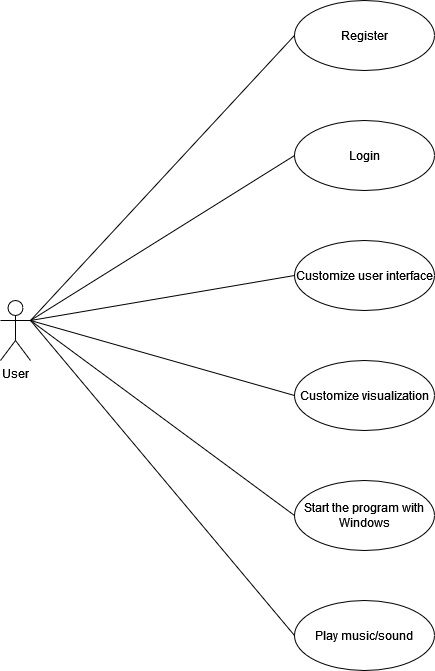 Register
Login
Customize user interface
User
Customize visualization
Start the program with
Windows
Play music/sound